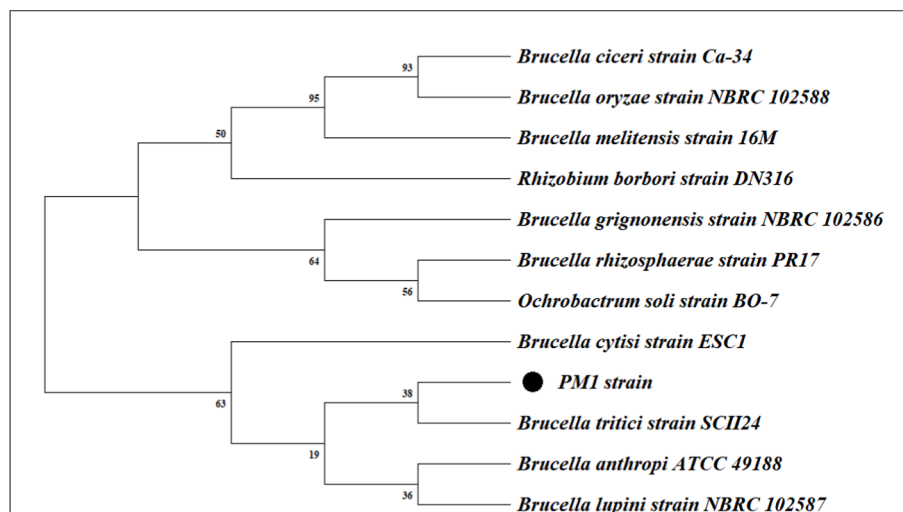 Brucella ciceri strain Ca-34
93
Brucella oryzae strain NBRC 102588
95
Brucella melitensis strain 16M
50
Rhizobium borbori strain DN316
Brucella grignonensis strain NBRC 102586
64
Brucella rhizosphaerae strain PR17
56
Ochrobactrum soli strain BO-7
Brucella cytisi strain ESC1
63
PM1 strain
38
Brucella tritici strain SCII24
19
Brucella anthropi ATCC 49188
36
Brucella lupini strain NBRC 102587